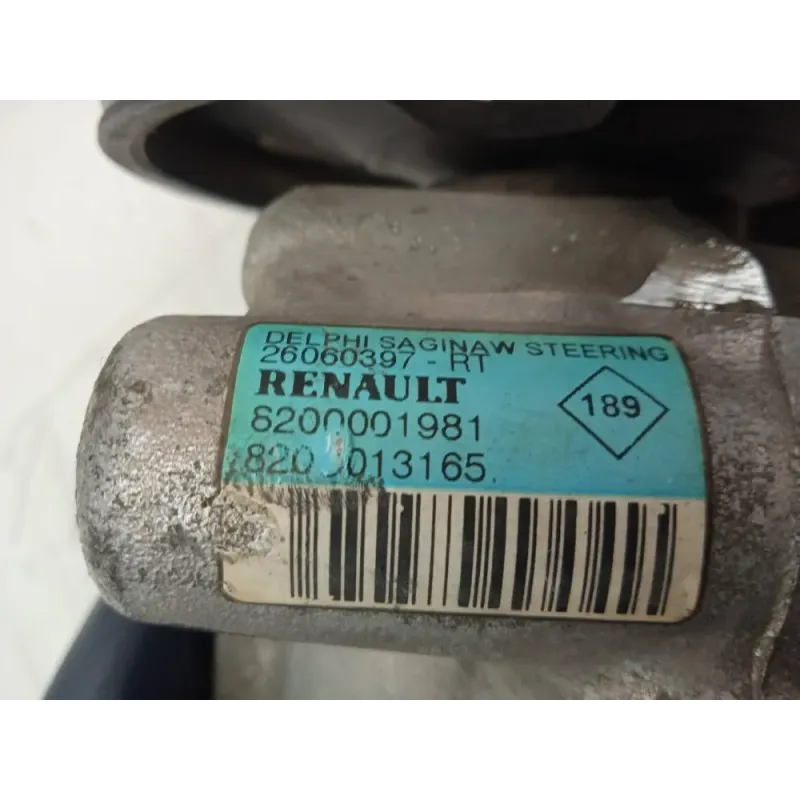 DELPHI SAGINAW STEERING
26060397 - RT
RENAULT
8200001981
189